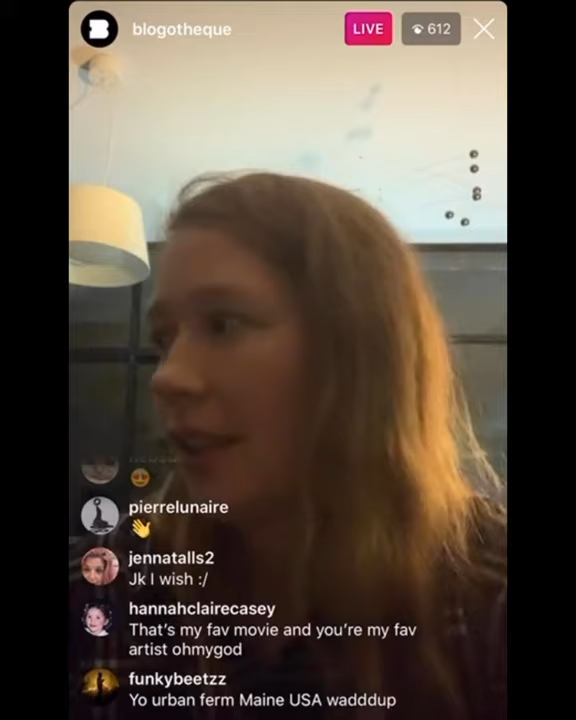 blogotheque
LIVE
612
pierrelunaire
👋
jennatalls2
Jk I wish :/
hannahclairecasey
That's my fav movie and you're my fav
artist ohmygod
funkybeetzz
Yo urban ferm Maine USA wadddup